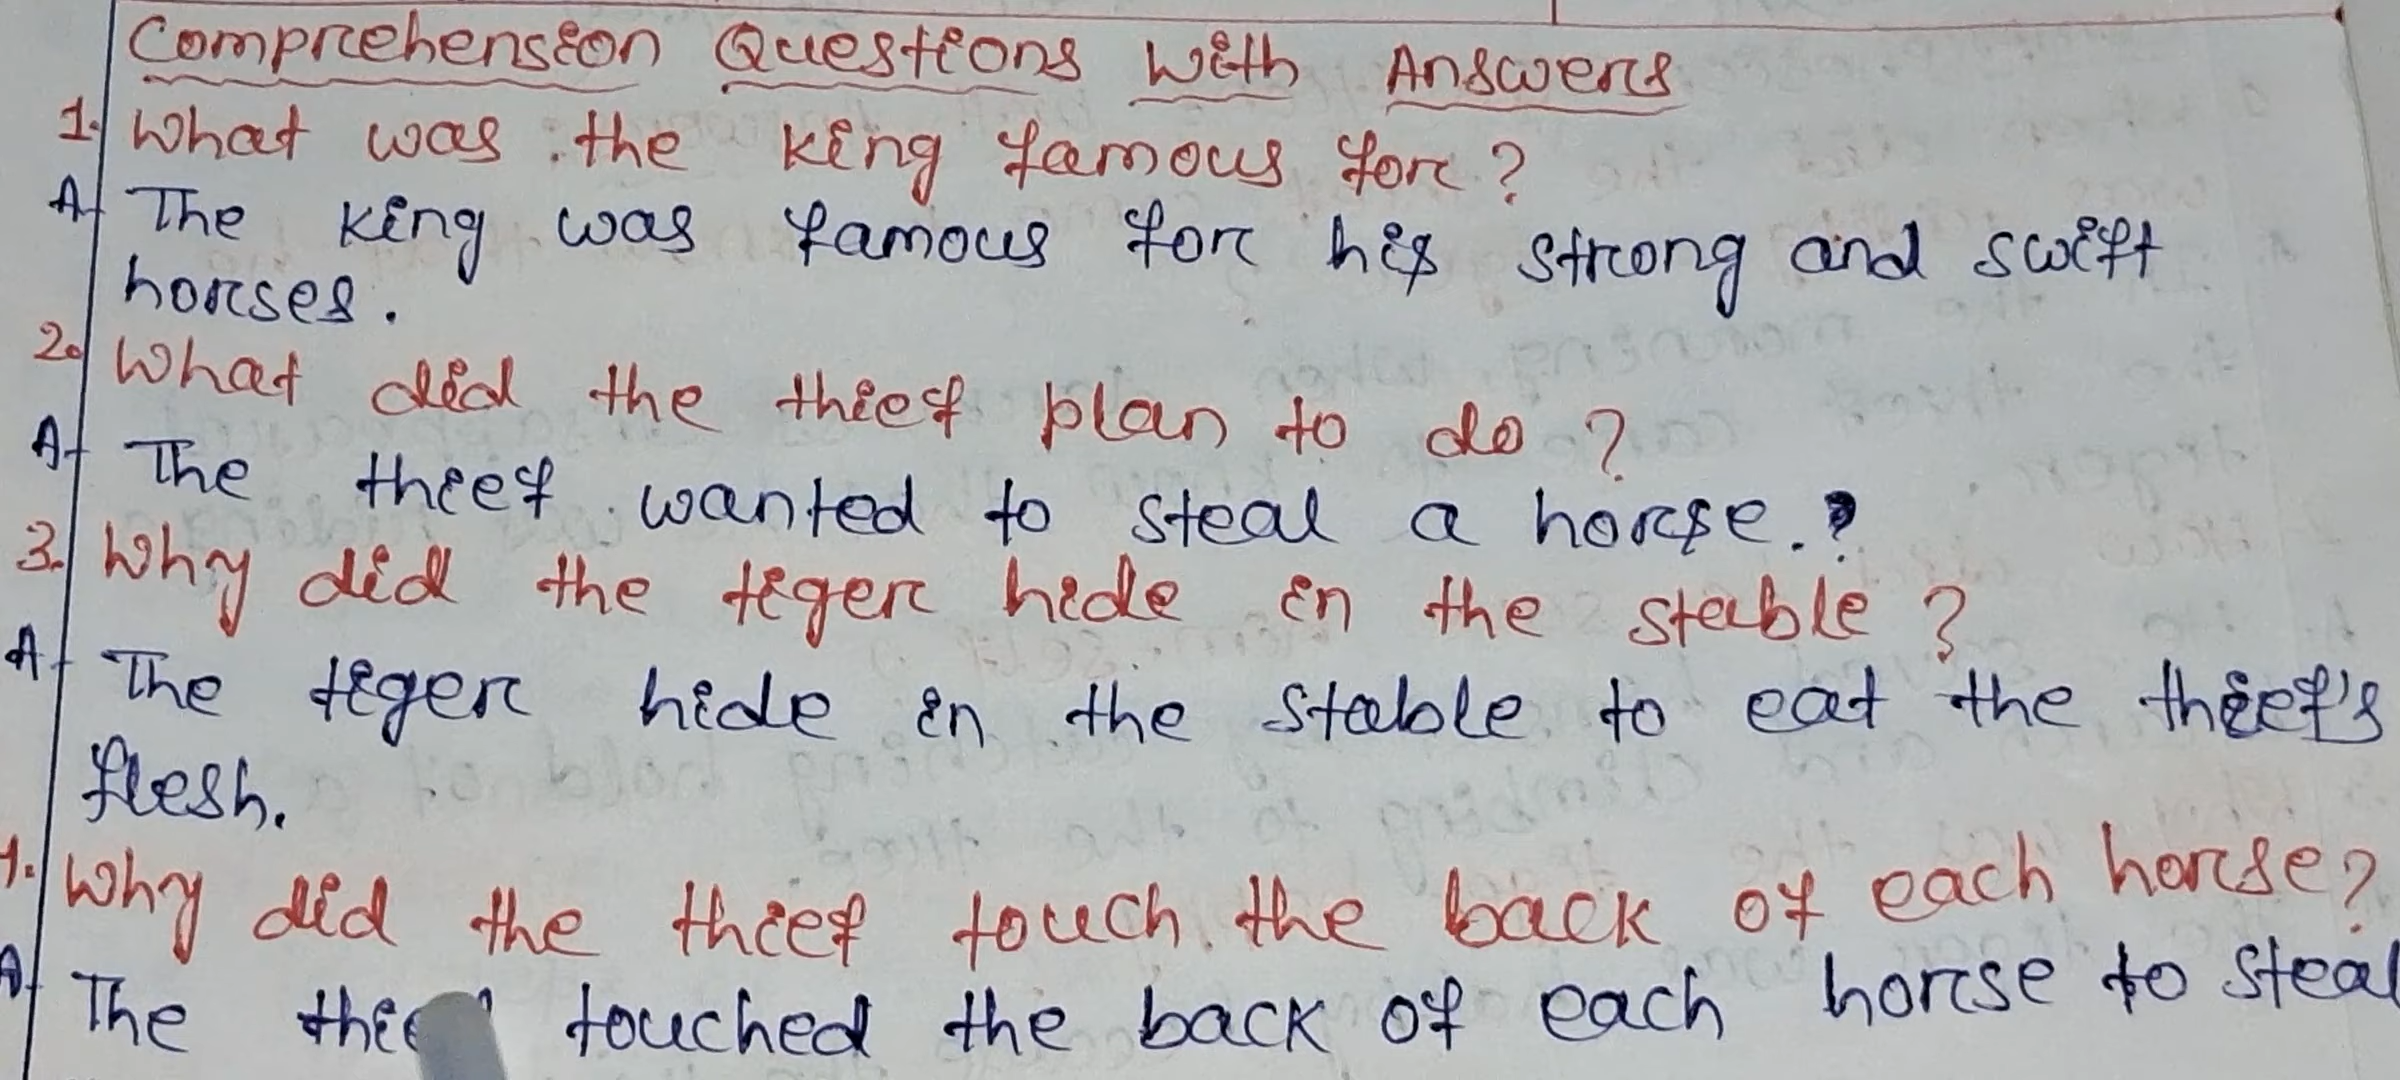 Comprehension Questions With Answers
1. What was the king famous for?
A. The king was famous for his strong and swift
horses.
2. What did the thief plan to do?
A. The thief wanted to steal a horse.?
3. Why did the tiger hide in the stable?
A. The tiger hide in the stable to eat the thief's
flesh.
Why did the thief touch the back of each horse?
A. The touched the back of each horse to steal